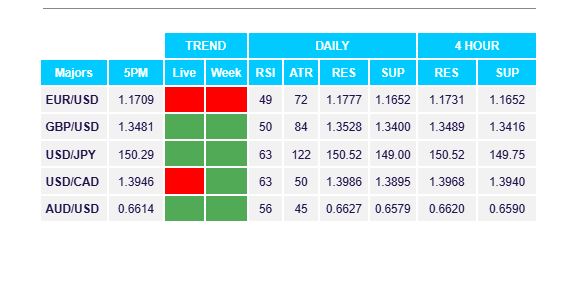 TREND DAILY 4 HOUR
Majors 5PM Live Week RSI ATR RES SUP RES SUP
EUR/USD 1.1709 49 72 1.1777 1.1652 1.1731 1.1652
GBP/USD 1.3481 50 84 1.3528 1.3400 1.3489 1.3416
USD/JPY 150.29 63 122 150.52 149.00 150.52 149.75
USD/CAD 1.3946 63 50 1.3986 1.3895 1.3968 1.3940
AUD/USD 0.6614 56 45 0.6627 0.6579 0.6620 0.6590